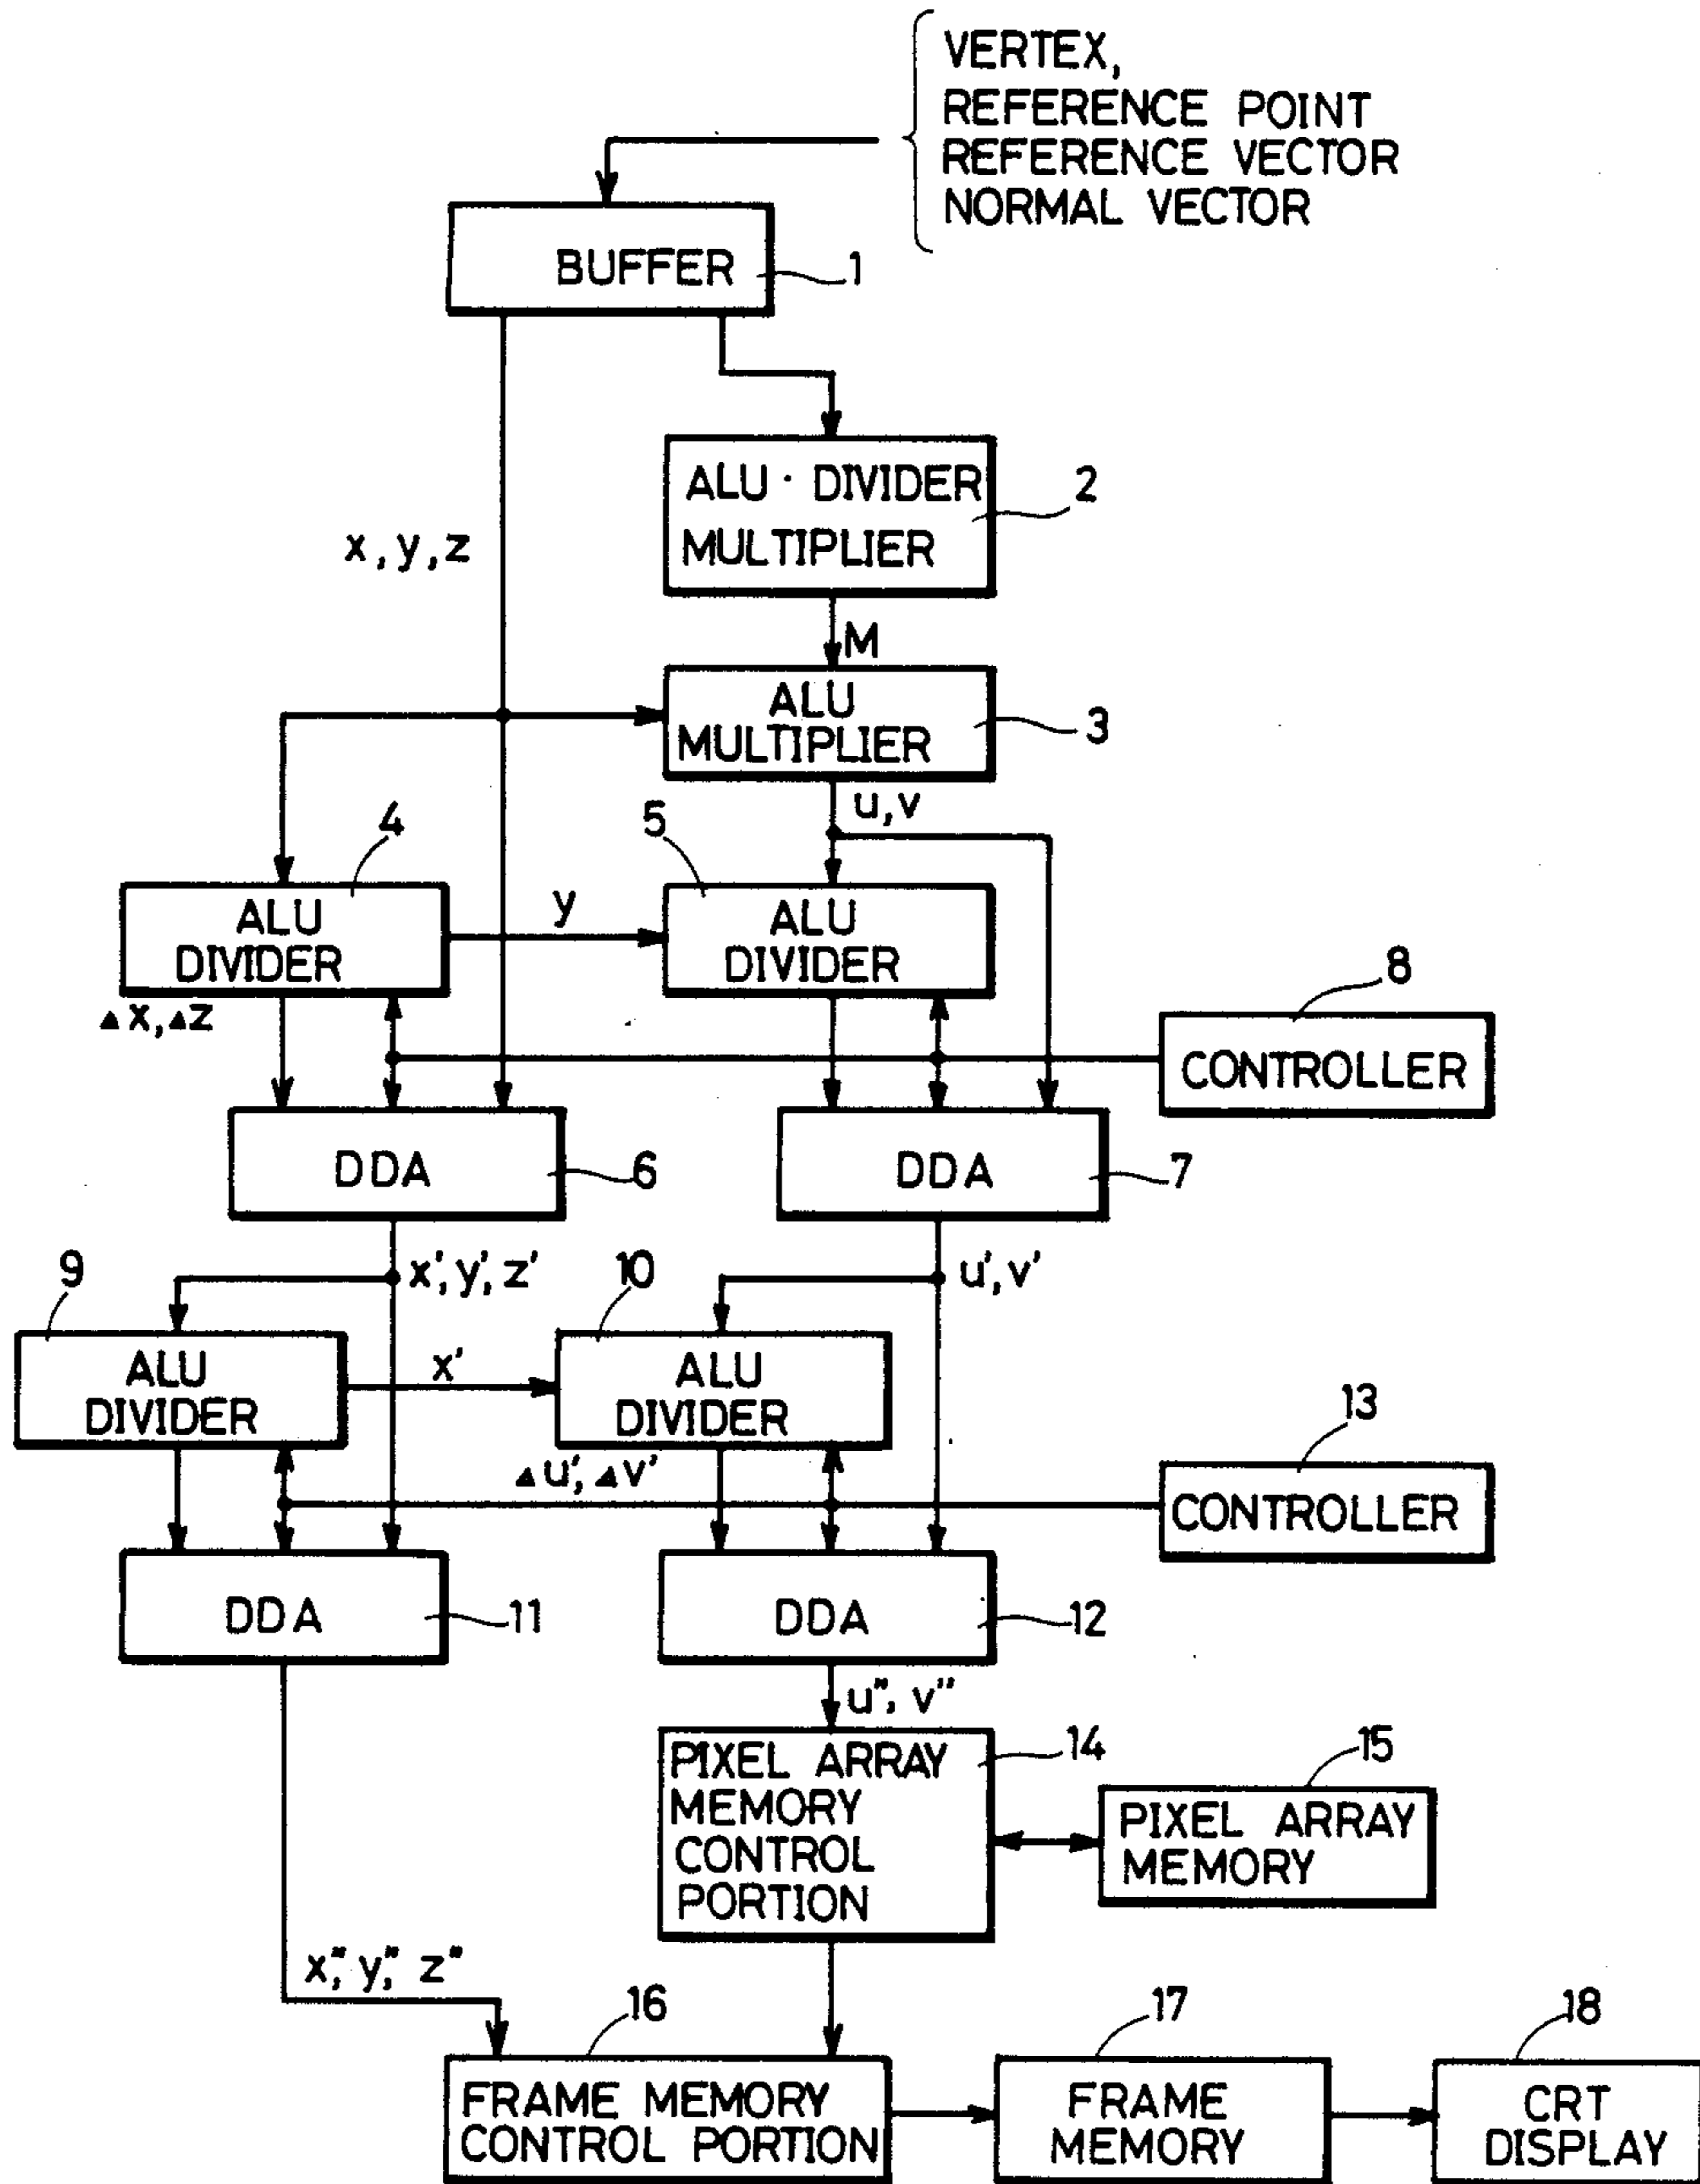 VERTEX,
REFERENCE POINT
REFERENCE VECTOR
NORMAL VECTOR
BUFFER
1
ALU · DIVIDER
MULTIPLIER
2
x, y, z
M
ALU
MULTIPLIER
3
u, v
4
5
ALU
DIVIDER
y
ALU
DIVIDER
8
▲x, ▲z
CONTROLLER
DDA
6
DDA
7
9
x', y', z'
10
u', v'
ALU
DIVIDER
x'
ALU
DIVIDER
13
▲u', ▲v'
CONTROLLER
DDA
11
DDA
12
u", v"
PIXEL ARRAY
MEMORY
CONTROL
PORTION
14
15
PIXEL ARRAY
MEMORY
x", y", z"
16
17
18
FRAME MEMORY
CONTROL PORTION
FRAME
MEMORY
CRT
DISPLAY